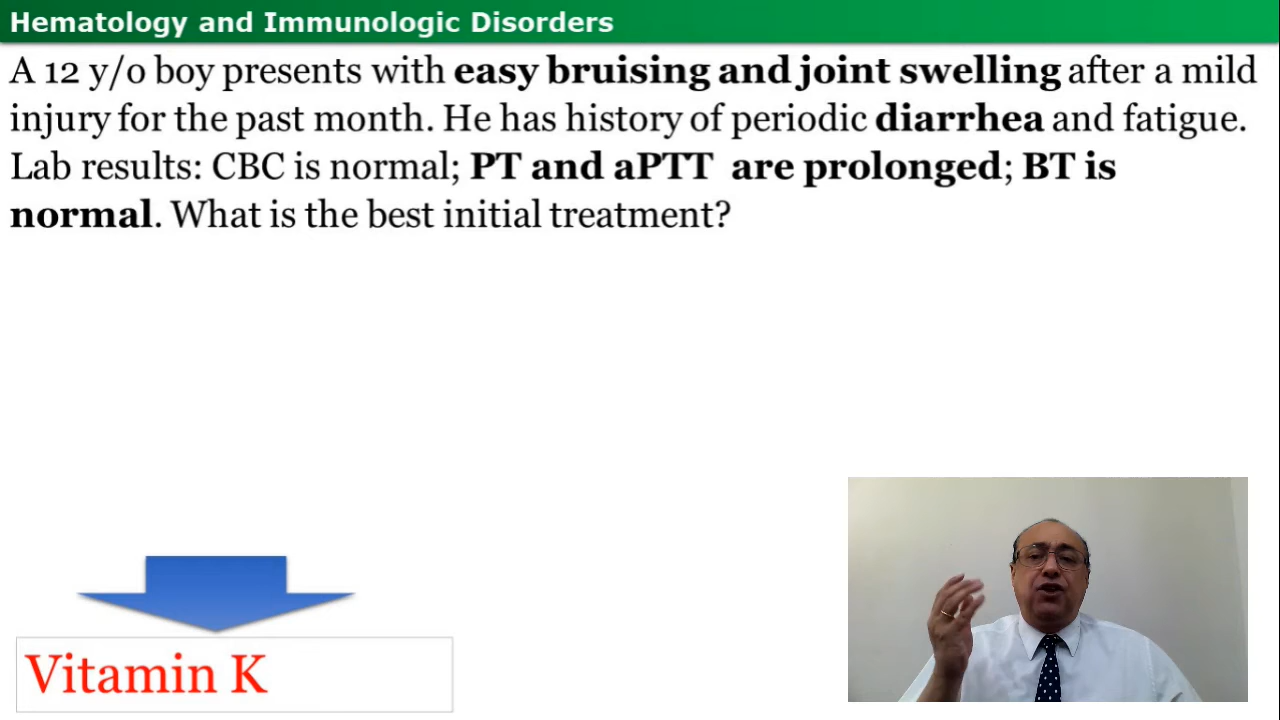 Hematology and Immunologic Disorders
A 12 y/o boy presents with easy bruising and joint swelling after a mild
injury for the past month. He has history of periodic diarrhea and fatigue.
Lab results: CBC is normal; PT and aPTT are prolonged; BT is
normal. What is the best initial treatment?
Vitamin K